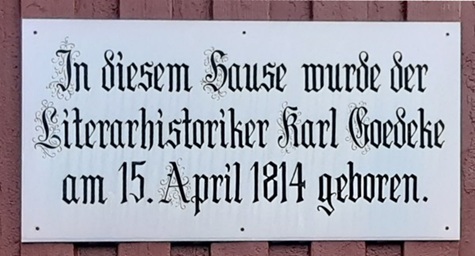 In diesem Hause wurde der
Literarhistoriker Karl Goedeke
am 15. April 1814 geboren.